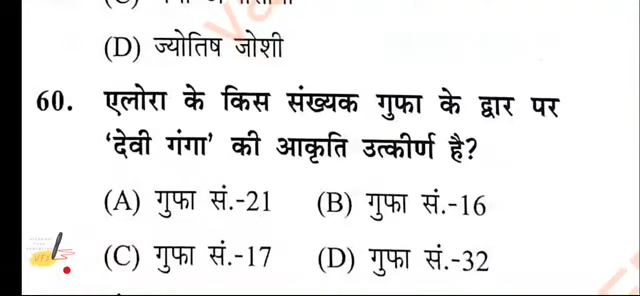 (D) ज्योतिष जोशी
60. एलोरा के किस संख्यक गुफा के द्वार पर
'देवी गंगा' की आकृति उत्कीर्ण है?
(A) गुफा सं.-21 (B) गुफा सं.-16
(C) गुफा सं.-17 (D) गुफा सं.-32